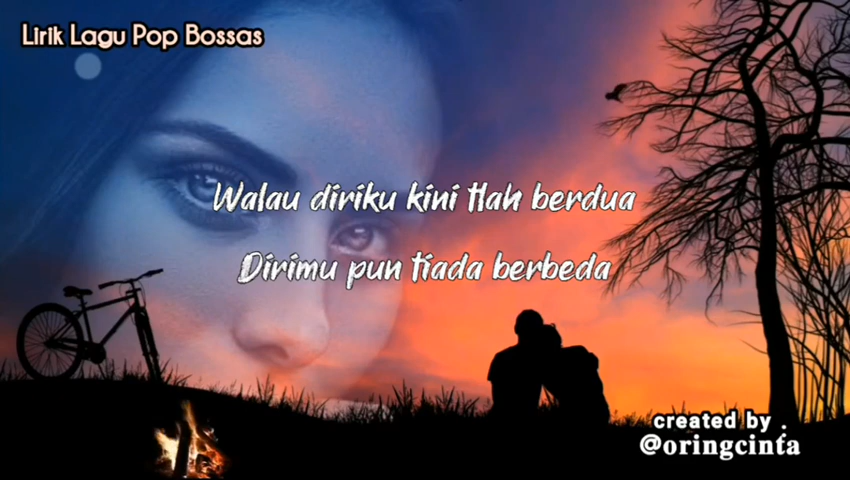 Lirik Lagu Pop Bossas
Walau diriku kini tlah berdua
Dirimu pun tiada berbeda
created by .
@oringcinta